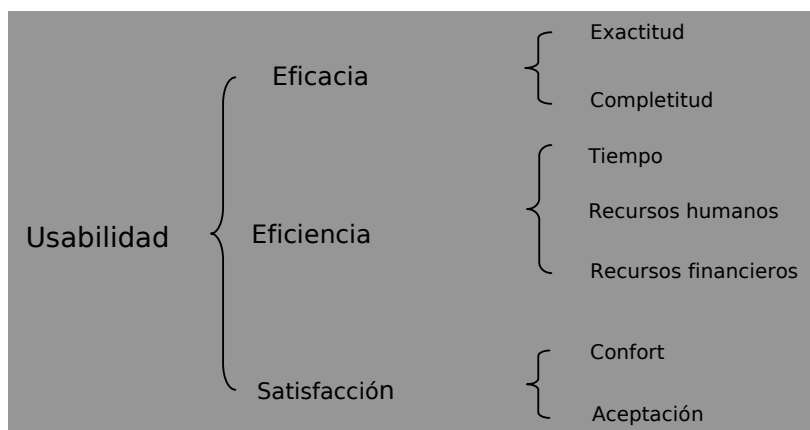 Usabilidad
Eficacia
Exactitud
Completitud
Eficiencia
Tiempo
Recursos humanos
Recursos financieros
Satisfacción
Confort
Aceptación